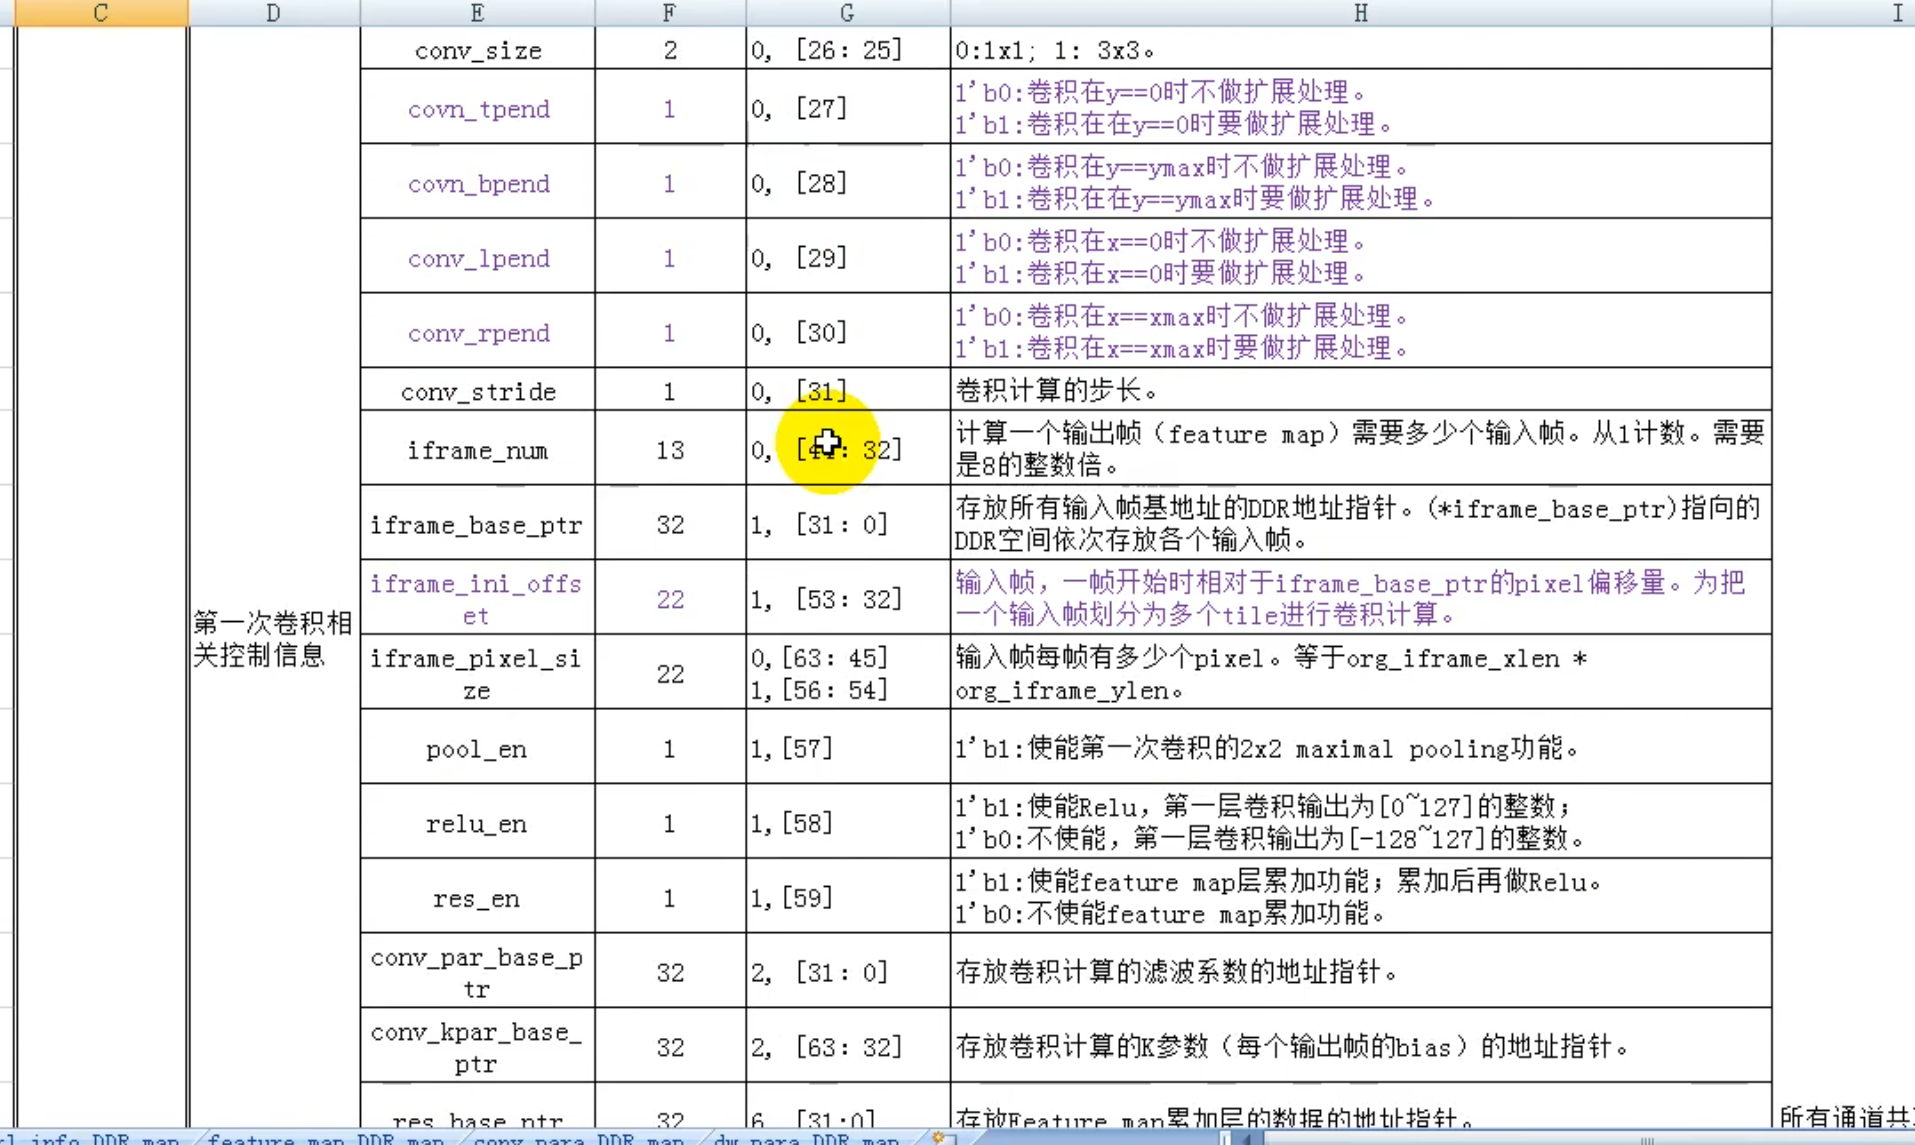 C D E F G H I
conv_size 2 0, [26: 25] 0:1x1; 1: 3x3。
covn_tpend 1 0, [27] 1'b0:卷积在y==0时不做扩展处理。
1'b1:卷积在在y==0时要做扩展处理。
covn_bpend 1 0, [28] 1'b0:卷积在y==ymax时不做扩展处理。
1'b1:卷积在在y==ymax时要做扩展处理。
conv_lpend 1 0, [29] 1'b0:卷积在x==0时不做扩展处理。
1'b1:卷积在x==0时要做扩展处理。
conv_rpend 1 0, [30] 1'b0:卷积在x==xmax时不做扩展处理。
1'b1:卷积在x==xmax时要做扩展处理。
conv_stride 1 0, [31] 卷积计算的步长。
iframe_num 13 0, [44: 32] 计算一个输出帧（feature map）需要多少个输入帧。从1计数。需要
是8的整数倍。
iframe_base_ptr 32 1, [31: 0] 存放所有输入帧基地址的DDR地址指针。(*iframe_base_ptr)指向的
DDR空间依次存放各个输入帧。
第一次卷积相
关控制信息
iframe_ini_offs
et 22 1, [53: 32] 输入帧，一帧开始时相对于iframe_base_ptr的pixel偏移量。为把
一个输入帧划分为多个tile进行卷积计算。
iframe_pixel_si
ze 22 0,[63: 45]
1,[56: 54] 输入帧每帧有多少个pixel。等于org_iframe_xlen *
org_iframe_ylen。
pool_en 1 1,[57] 1'b1:使能第一次卷积的2x2 maximal pooling功能。
relu_en 1 1,[58] 1'b1:使能Relu，第一层卷积输出为[0~127]的整数；
1'b0:不使能，第一层卷积输出为[-128~127]的整数。
res_en 1 1,[59] 1'b1:使能feature map层累加功能；累加后再做Relu。
1'b0:不使能feature map累加功能。
conv_par_base_p
tr 32 2, [31: 0] 存放卷积计算的滤波系数的地址指针。
conv_kpar_base_
ptr 32 2, [63: 32] 存放卷积计算的K参数（每个输出帧的bias）的地址指针。
res_base_ptr 32 6, [31:0] 存放Feature map累加层的数据的地址指针。 所有通道共
info_DDR_map feature_map_DDR_map conv_para_DDR_map dw_para_DDR_map